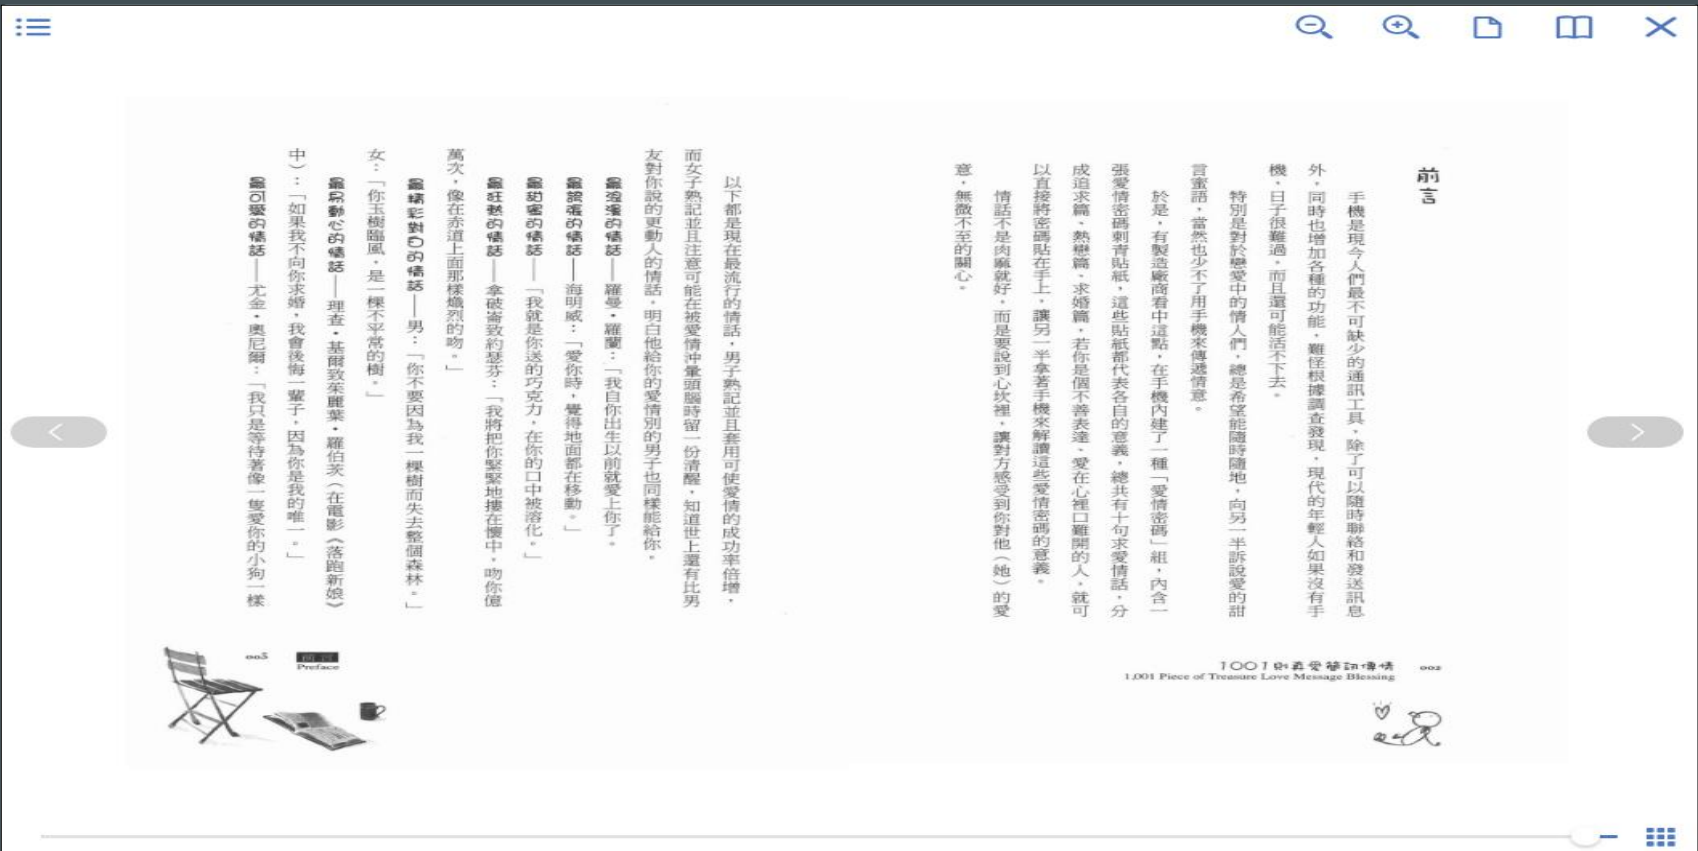 前言
手機是現今人們最不可缺少的通訊工具，除了可以隨時聯絡和發送訊息
外，同時也增加各種的功能，難怪根據調查發現，現代的年輕人如果沒有手
機，日子很難過，而且還可能活不下去。
特別是對於戀愛中的情人們，總是希望能隨時隨地，向另一半訴說愛的甜
言蜜語，當然也少不了用手機來傳遞情意。
於是，有製造廠商看中這點，在手機內建了一種「愛情密碼」組，內含一
張愛情密碼刺青貼紙，這些貼紙都代表各自的意義，總共有十句求愛情話，分
成追求篇、熱戀篇、求婚篇，若你是個不善表達、愛在心裡口難開的人，就可
以直接將密碼貼在手上，讓另一半拿著手機來解讀這些愛情密碼的意義。
情話不是肉麻就好，而是要說到心坎裡，讓對方感受到你對他（她）的愛
意，無微不至的關心。
1001則真愛簡訊傳情
1,001 Piece of Treasure Love Message Blessing
002
以下都是現在最流行的情話，男子熟記並且套用可使愛情的成功率倍增，
而女子熟記並且注意可能在被愛情沖暈頭腦時留一份清醒，知道世上還有比男
友對你說的更動人的情話，明白他給你的愛情別的男子也同樣能給你。
最浪漫的情話——羅曼・羅蘭：「我自你出生以前就愛上你了。
最誇張的情話——海明威：「愛你時，覺得地面都在移動。」
最甜蜜的情話——「我就是你送的巧克力，在你的口中被溶化。」
最狂熱的情話——拿破崙致約瑟芬：「我將把你緊緊地摟在懷中，吻你億
萬次，像在赤道上面那樣熾烈的吻。」
最精彩對白的情話——男：「你不要因為我一棵樹而失去整個森林。」
女：「你玉樹臨風，是一棵不平常的樹。」
最另動心的情話——理查・基爾致茱麗葉・羅伯茨（在電影《落跑新娘》
中）：「如果我不向你求婚，我會後悔一輩子，因為你是我的唯一。」
最可愛的情話——尤金・奧尼爾：「我只是等待著像一隻愛你的小狗一樣
前言
Preface
003